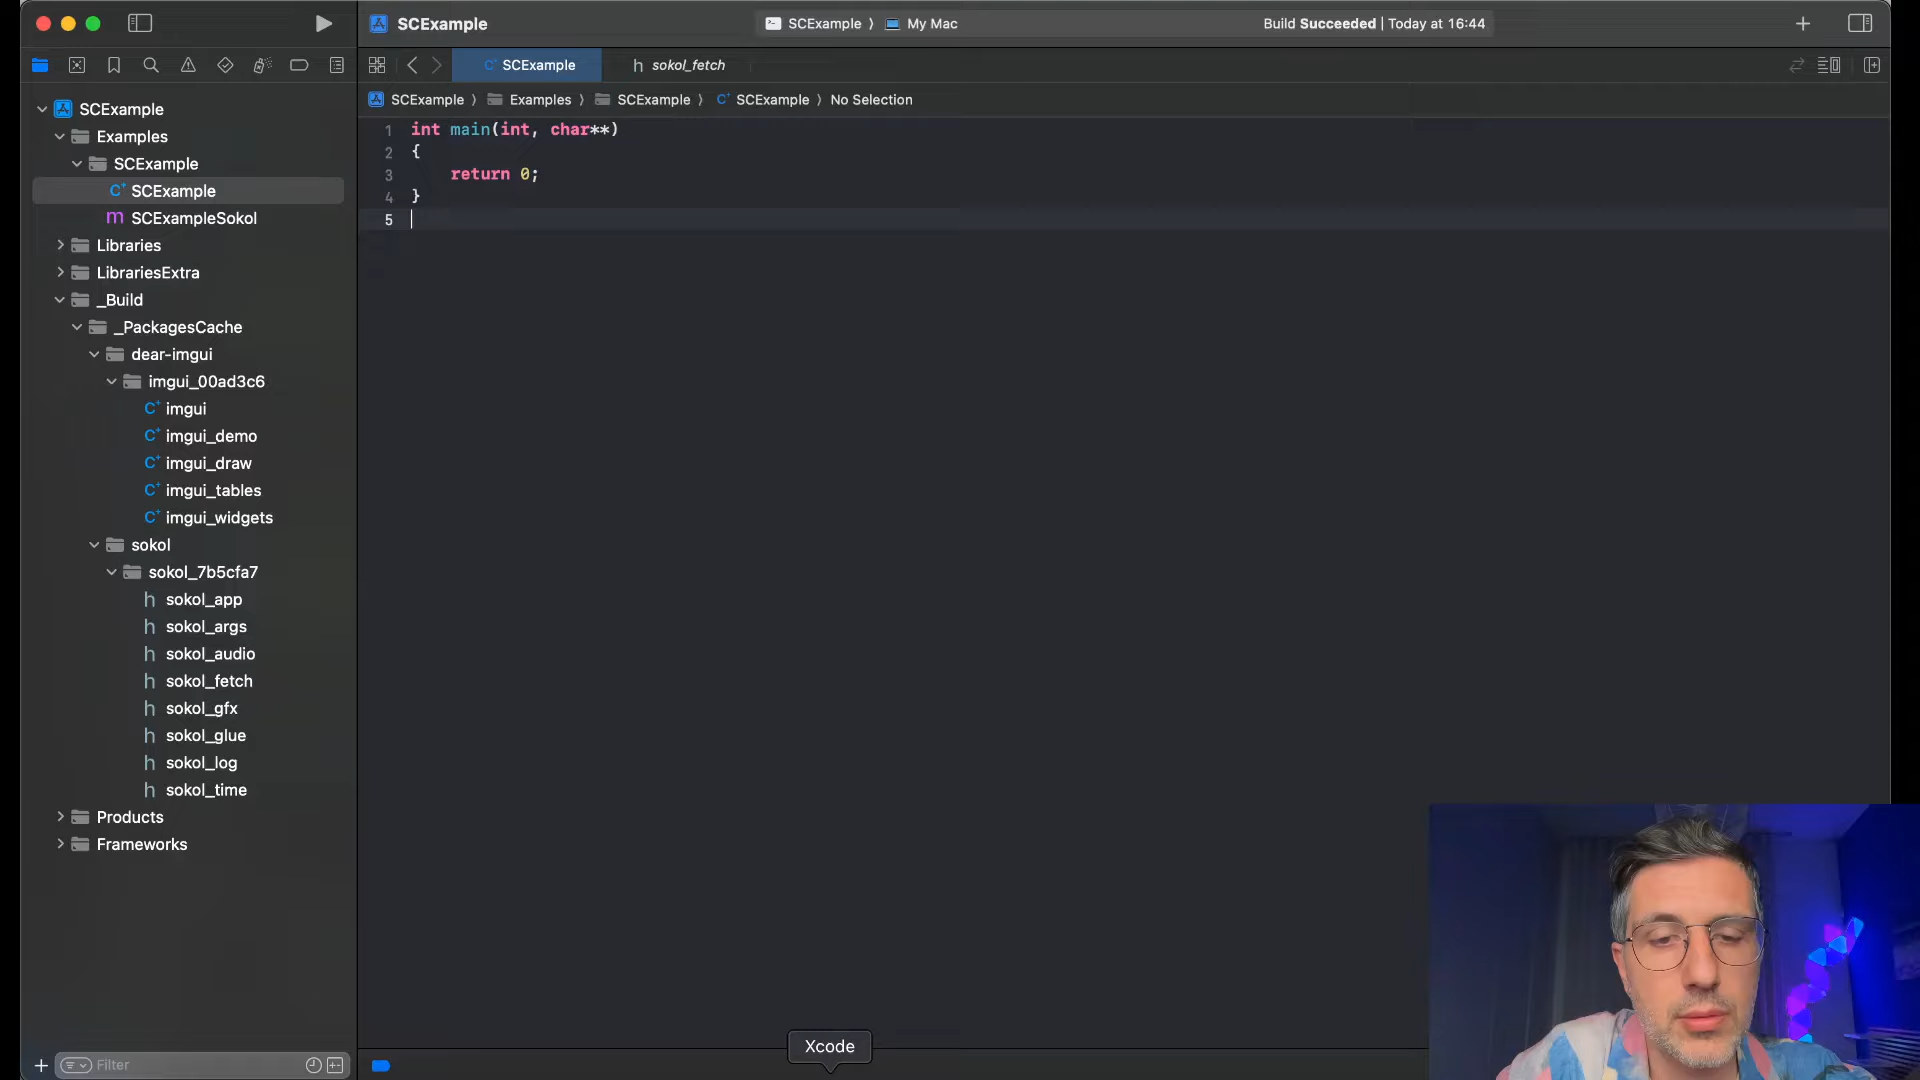 SCExample
SCExample 〉 My Mac
Build Succeeded | Today at 16:44
SCExample
sokol_fetch
SCExample 〉 Examples 〉 SCExample 〉 SCExample 〉 No Selection
SCExample
Examples
SCExample
SCExample
SCExampleSokol
Libraries
LibrariesExtra
_Build
_PackagesCache
dear-imgui
imgui_00ad3c6
imgui
imgui_demo
imgui_draw
imgui_tables
imgui_widgets
sokol
sokol_7b5cfa7
h sokol_app
h sokol_args
h sokol_audio
h sokol_fetch
h sokol_gfx
h sokol_glue
h sokol_log
h sokol_time
Products
Frameworks
Filter
1 int main(int, char**)
2 {
3     return 0;
4 }
5
Xcode